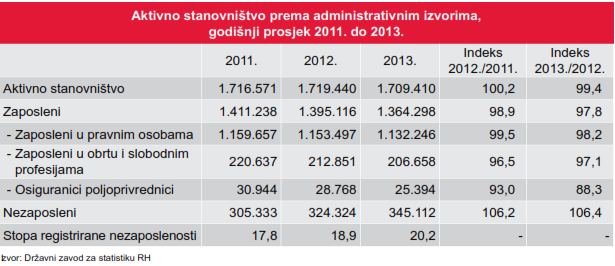 Aktivno stanovništvo prema administrativnim izvorima,
godišnji prosjek 2011. do 2013.
2011. 2012. 2013. Indeks 2012./2011. Indeks 2013./2012.
Aktivno stanovništvo 1.716.571 1.719.440 1.709.410 100,2 99,4
Zaposleni 1.411.238 1.395.116 1.364.298 98,9 97,8
- Zaposleni u pravnim osobama 1.159.657 1.153.497 1.132.246 99,5 98,2
- Zaposleni u obrtu i slobodnim profesijama 220.637 212.851 206.658 96,5 97,1
- Osiguranici poljoprivrednici 30.944 28.768 25.394 93,0 88,3
Nezaposleni 305.333 324.324 345.112 106,2 106,4
Stopa registrirane nezaposlenosti 17,8 18,9 20,2 - -
Izvor: Državni zavod za statistiku RH